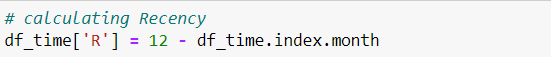 # calculating Recency
df_time['R'] = 12 - df_time.index.month